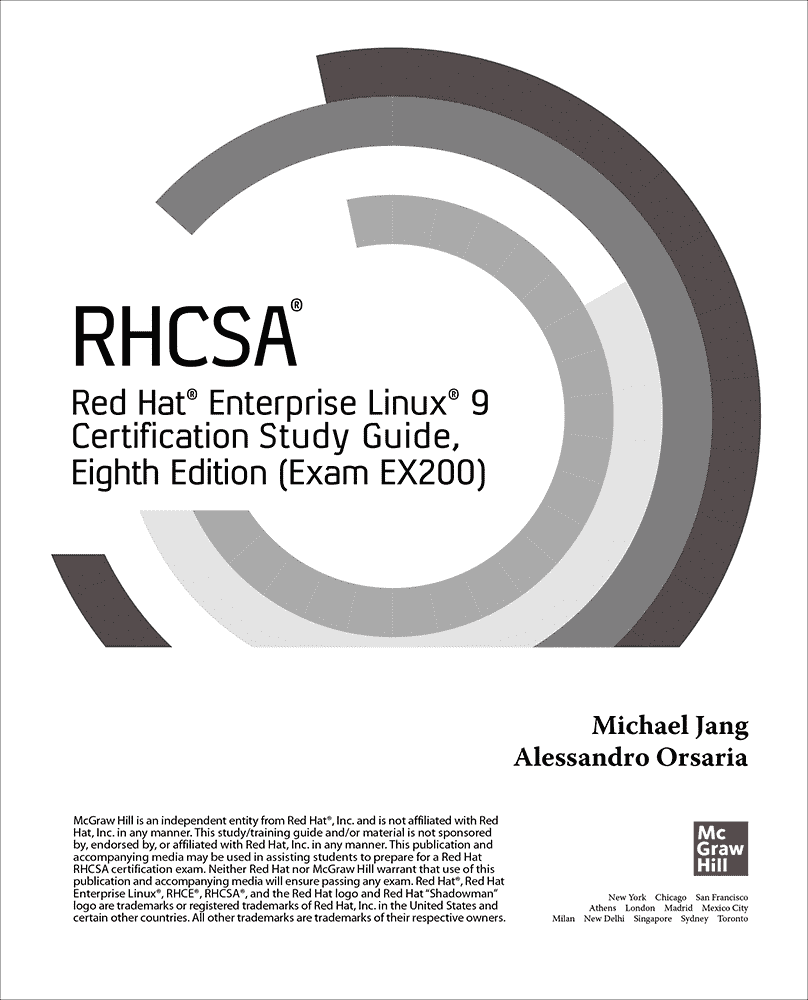 RHCSA®
Red Hat® Enterprise Linux® 9
Certification Study Guide,
Eighth Edition (Exam EX200)
Michael Jang
Alessandro Orsaria
McGraw Hill is an independent entity from Red Hat®, Inc. and is not affiliated with Red
Hat, Inc. in any manner. This study/training guide and/or material is not sponsored
by, endorsed by, or affiliated with Red Hat, Inc. in any manner. This publication and
accompanying media may be used in assisting students to prepare for a Red Hat
RHCSA certification exam. Neither Red Hat nor McGraw Hill warrant that use of this
publication and accompanying media will ensure passing any exam. Red Hat®, Red Hat
Enterprise Linux®, RHCE®, RHCSA®, and the Red Hat logo and Red Hat “Shadowman”
logo are trademarks or registered trademarks of Red Hat, Inc. in the United States and
certain other countries. All other trademarks are trademarks of their respective owners.
Mc
Graw
Hill
New York Chicago San Francisco
Athens London Madrid Mexico City
Milan New Delhi Singapore Sydney Toronto